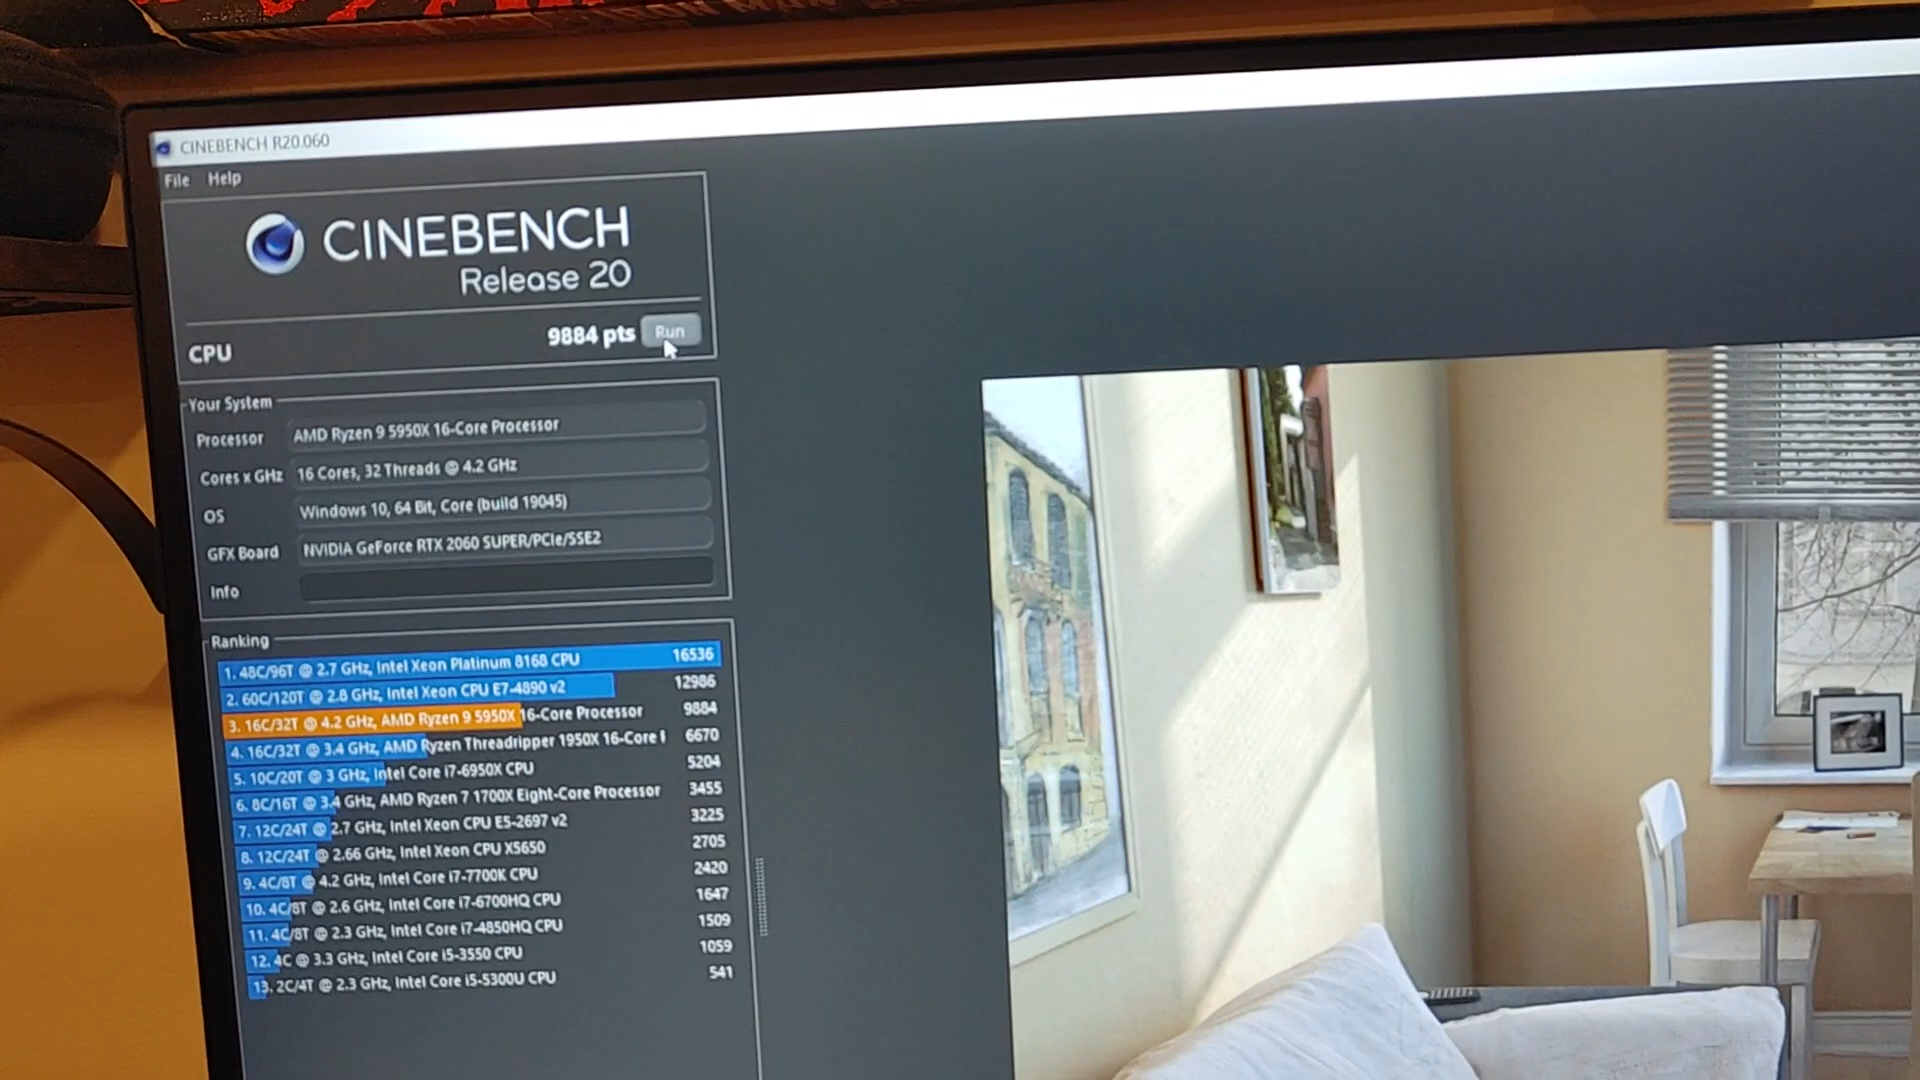 IRON MAN
CINEBENCH R20.060
File Help
CINEBENCH
Release 20
CPU 9884 pts Run
Your System
Processor AMD Ryzen 9 5950X 16-Core Processor
Cores x GHz 16 Cores, 32 Threads @ 4.2 GHz
OS Windows 10, 64 Bit, Core (build 19045)
GFX Board NVIDIA GeForce RTX 2060 SUPER/PCIe/SSE2
Info
Ranking
1. 48C/96T @ 2.7 GHz, Intel Xeon Platinum 8168 CPU 16536
2. 60C/120T @ 2.8 GHz, Intel Xeon CPU E7-4890 v2 12986
3. 16C/32T @ 4.2 GHz, AMD Ryzen 9 5950X 16-Core Processor 9884
4. 16C/32T @ 3.4 GHz, AMD Ryzen Threadripper 1950X 16-Core 6670
5. 10C/20T @ 3 GHz, Intel Core i7-6950X CPU 5204
6. 8C/16T @ 3.4 GHz, AMD Ryzen 7 1700X Eight-Core Processor 3455
7. 12C/24T @ 2.7 GHz, Intel Xeon CPU E5-2697 v2 3225
8. 12C/24T @ 2.66 GHz, Intel Xeon CPU X5650 2705
9. 4C/8T @ 4.2 GHz, Intel Core i7-7700K CPU 2420
10. 4C/8T @ 2.6 GHz, Intel Core i7-6700HQ CPU 1647
11. 4C/8T @ 2.3 GHz, Intel Core i7-4850HQ CPU 1509
12. 4C @ 3.3 GHz, Intel Core i5-3550 CPU 1059
13. 2C/4T @ 2.3 GHz, Intel Core i5-5300U CPU 541